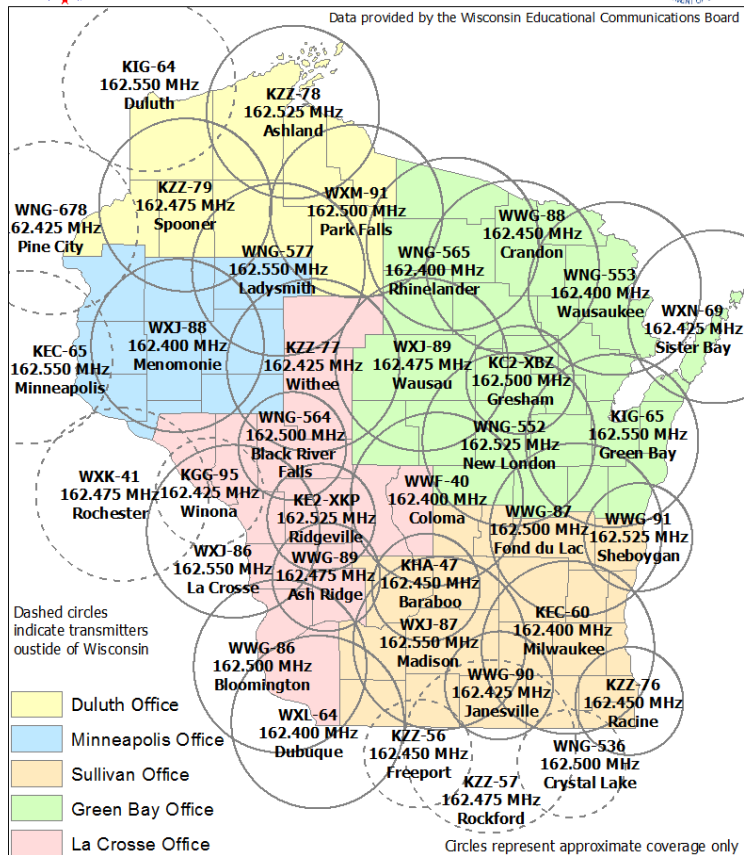 Data provided by the Wisconsin Educational Communications Board
KIG-64
162.550 MHz
Duluth
KZZ-78
162.525 MHz
Ashland
KZZ-79
162.475 MHz
Spooner
WXM-91
162.500 MHz
Park Falls
WNG-678
162.425 MHz
Pine City
WWG-88
162.450 MHz
Crandon
WNG-577
162.550 MHz
Ladysmith
WNG-565
162.400 MHz
Rhinelander
WNG-553
162.400 MHz
Wausaukee
WXN-69
162.425 MHz
Sister Bay
KEC-65
162.550 MHz
Minneapolis
WXJ-88
162.400 MHz
Menomonie
KZZ-77
162.425 MHz
Withee
WXJ-89
162.475 MHz
Wausau
KC2-XBZ
162.500 MHz
Gresham
WNG-564
162.500 MHz
Black River
Falls
WNG-552
162.525 MHz
New London
KIG-65
162.550 MHz
Green Bay
WXK-41
162.475 MHz
Rochester
KGG-95
162.425 MHz
Winona
KE2-XKP
162.525 MHz
Ridgeville
WWF-40
162.400 MHz
Coloma
WWG-87
162.500 MHz
Fond du Lac
WWG-91
162.525 MHz
Sheboygan
WXJ-86
162.550 MHz
La Crosse
WWG-89
162.475 MHz
Ash Ridge
KHA-47
162.450 MHz
Baraboo
KEC-60
162.400 MHz
Milwaukee
Dashed circles
indicate transmitters
oustide of Wisconsin
WXJ-87
162.550 MHz
Madison
WWG-86
162.500 MHz
Bloomington
WWG-90
162.425 MHz
Janesville
KZZ-76
162.450 MHz
Racine
WXL-64
162.400 MHz
Dubuque
KZZ-56
162.450 MHz
Freeport
WNG-536
162.500 MHz
Crystal Lake
KZZ-57
162.475 MHz
Rockford
Duluth Office
Minneapolis Office
Sullivan Office
Green Bay Office
La Crosse Office
Circles represent approximate coverage only